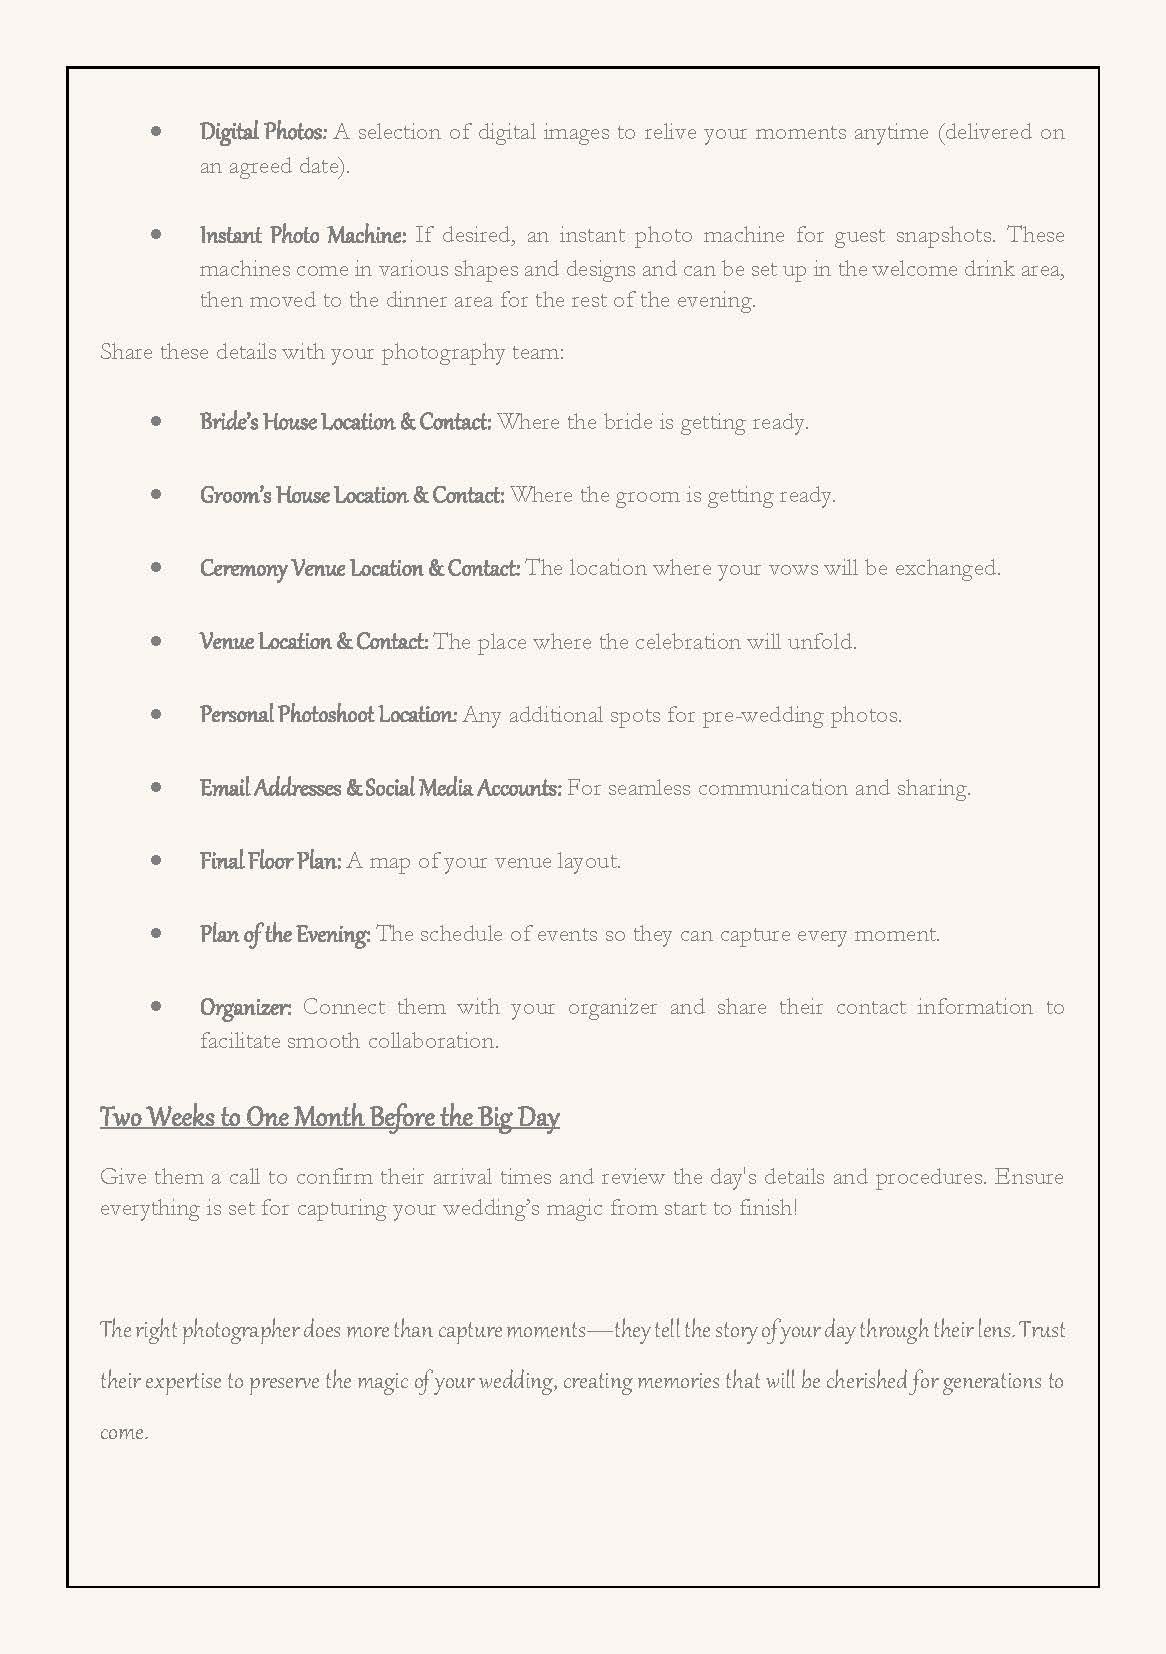 • Digital Photos: A selection of digital images to relive your moments anytime (delivered on
an agreed date).
• Instant Photo Machine: If desired, an instant photo machine for guest snapshots. These
machines come in various shapes and designs and can be set up in the welcome drink area,
then moved to the dinner area for the rest of the evening.
Share these details with your photography team:
• Bride’s House Location & Contact: Where the bride is getting ready.
• Groom’s House Location & Contact: Where the groom is getting ready.
• Ceremony Venue Location & Contact: The location where your vows will be exchanged.
• Venue Location & Contact: The place where the celebration will unfold.
• Personal Photoshoot Location: Any additional spots for pre-wedding photos.
• Email Addresses & Social Media Accounts: For seamless communication and sharing.
• Final Floor Plan: A map of your venue layout.
• Plan of the Evening: The schedule of events so they can capture every moment.
• Organizer: Connect them with your organizer and share their contact information to
facilitate smooth collaboration.
Two Weeks to One Month Before the Big Day
Give them a call to confirm their arrival times and review the day's details and procedures. Ensure
everything is set for capturing your wedding’s magic from start to finish!
The right photographer does more than capture moments—they tell the story of your day through their lens. Trust
their expertise to preserve the magic of your wedding, creating memories that will be cherished for generations to
come.